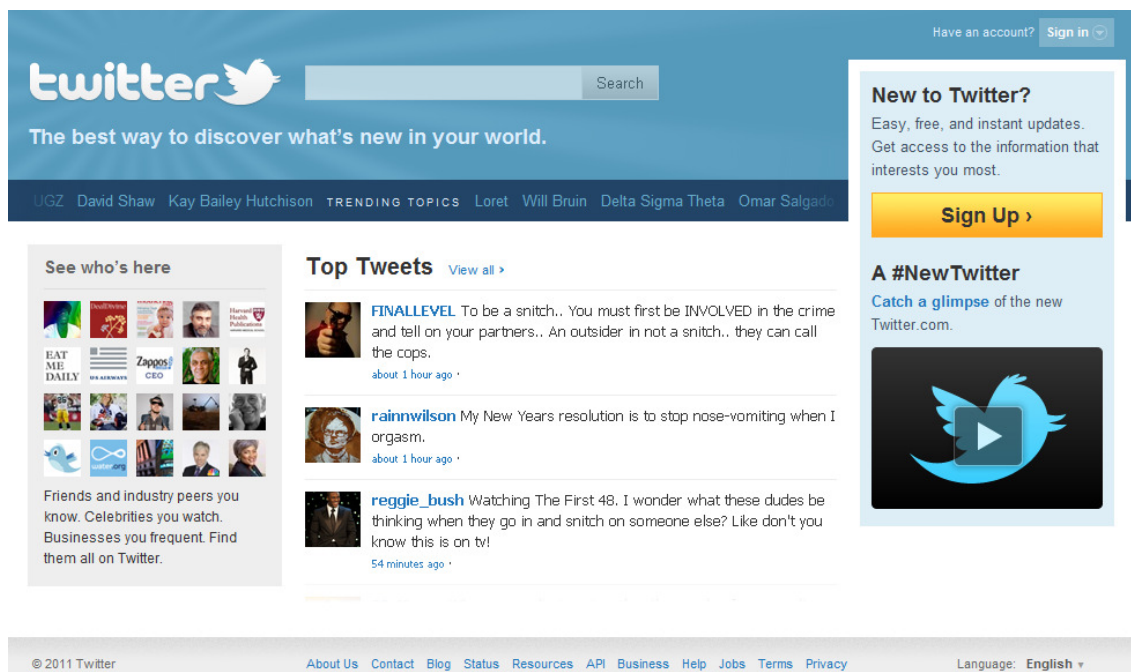 Have an account? Sign in
twitter
Search
The best way to discover what's new in your world.
UGZ David Shaw Kay Bailey Hutchison TRENDING TOPICS Loret Will Bruin Delta Sigma Theta Omar Salgado
New to Twitter?
Easy, free, and instant updates.
Get access to the information that
interests you most.
Sign Up ›
A #NewTwitter
Catch a glimpse of the new
Twitter.com.
See who's here
Harvard
Health
Publications
EAT
ME
DAILY
U.S AIRWAYS
Zappos
CEO
water.org
Friends and industry peers you
know. Celebrities you watch.
Businesses you frequent. Find
them all on Twitter.
Top Tweets View all ›
FINALLEVEL To be a snitch.. You must first be INVOLVED in the crime
and tell on your partners.. An outsider in not a snitch.. they can call
the cops.
about 1 hour ago ·
rainnwilson My New Years resolution is to stop nose-vomiting when I
orgasm.
about 1 hour ago ·
reggie_bush Watching The First 48. I wonder what these dudes be
thinking when they go in and snitch on someone else? Like don't you
know this is on tv!
54 minutes ago ·
© 2011 Twitter
About Us Contact Blog Status Resources API Business Help Jobs Terms Privacy
Language: English